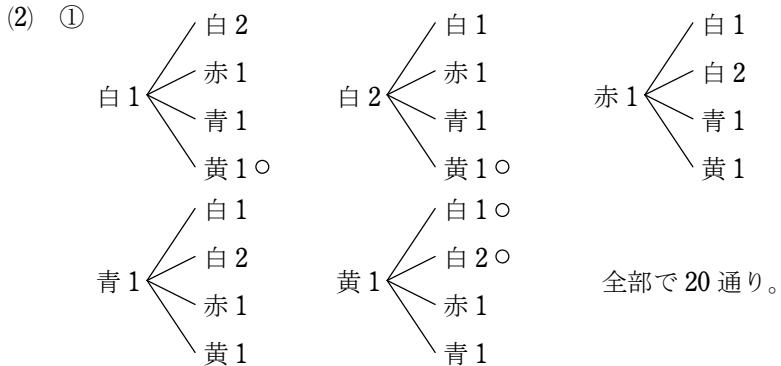 (2) ①
白 2
赤 1
白 1
青 1
黄 1 ○
白 1
赤 1
白 2
青 1
黄 1 ○
白 1
白 2
赤 1
青 1
黄 1
白 1
白 2
青 1
赤 1
黄 1
白 1 ○
白 2 ○
黄 1
赤 1
青 1
全部で 20 通り。